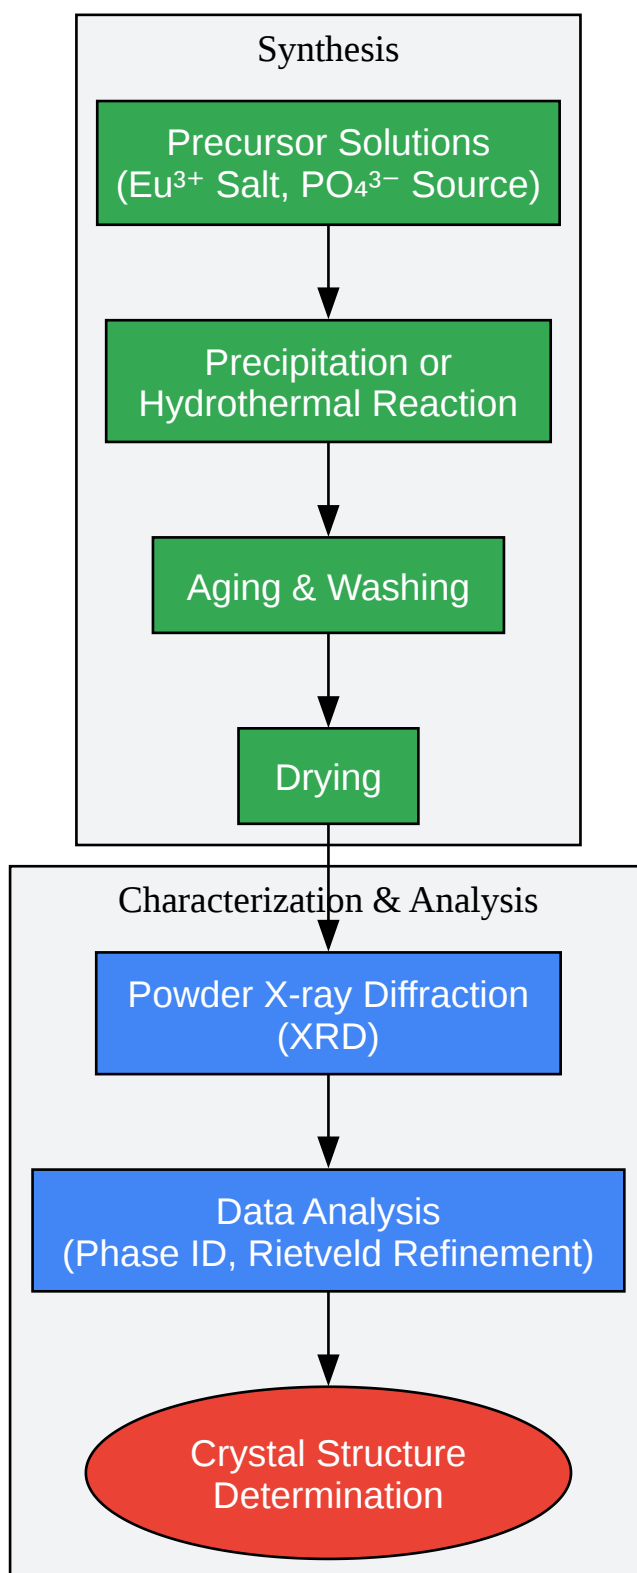 Synthesis
Precursor Solutions
(Eu³⁺ Salt, PO₄³⁻ Source)
Precipitation or
Hydrothermal Reaction
Aging & Washing
Drying
Characterization & Analysis
Powder X-ray Diffraction
(XRD)
Data Analysis
(Phase ID, Rietveld Refinement)
Crystal Structure
Determination